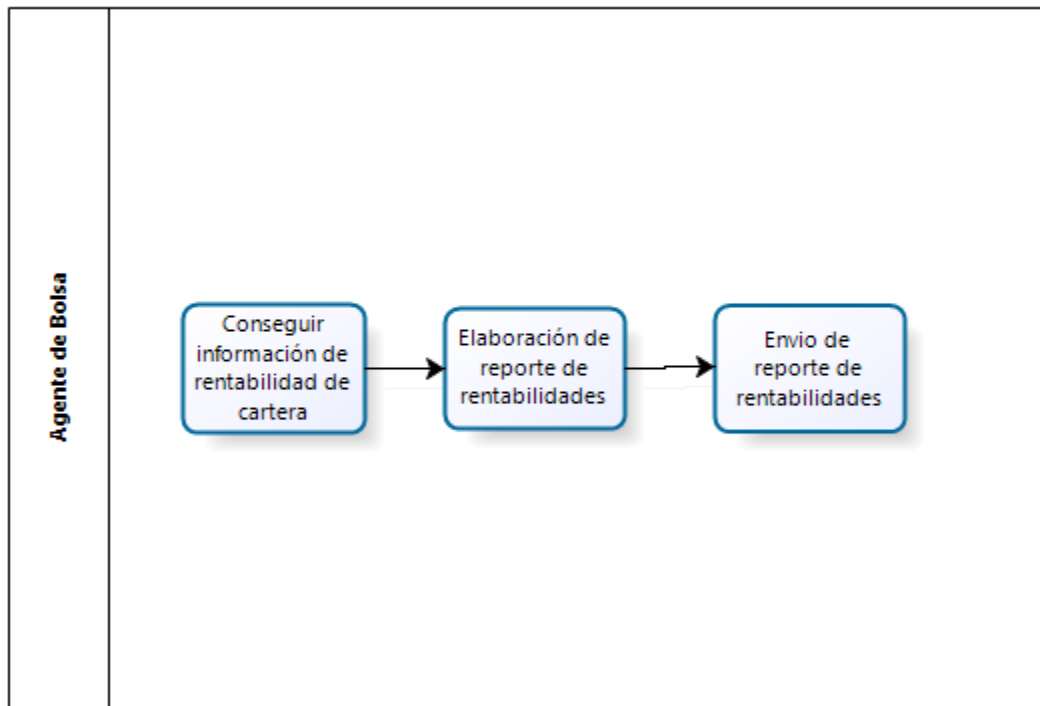 Agente de Bolsa
Conseguir
información de
rentabilidad de
cartera
Elaboración de
reporte de
rentabilidades
Envio de
reporte de
rentabilidades